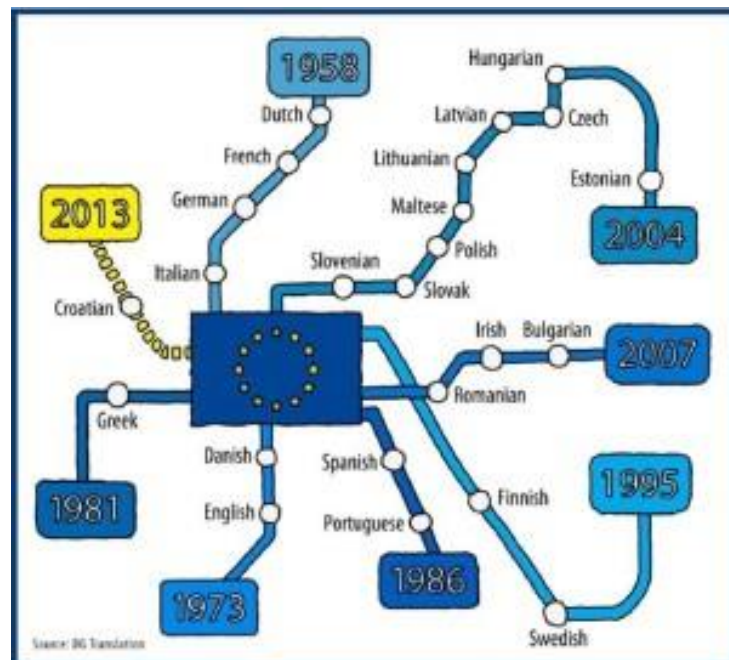 1958
Dutch
French
German
Italian
2013
Croatian
Hungarian
Latvian
Czech
Lithuanian
Maltese
Polish
Slovenian
Slovak
Estonian
2004
Irish
Bulgarian
2007
Romanian
Greek
1981
Danish
English
1973
Spanish
Portuguese
1986
Finnish
1995
Swedish
Source: DG Translation